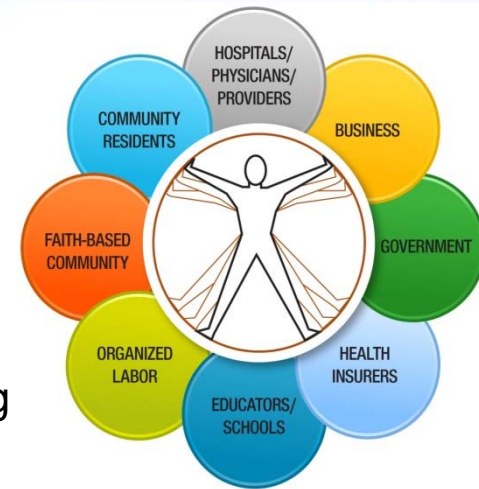 HOSPITALS/
PHYSICIANS/
PROVIDERS
BUSINESS
GOVERNMENT
HEALTH
INSURERS
EDUCATORS/
SCHOOLS
ORGANIZED
LABOR
FAITH-BASED
COMMUNITY
COMMUNITY
RESIDENTS
g